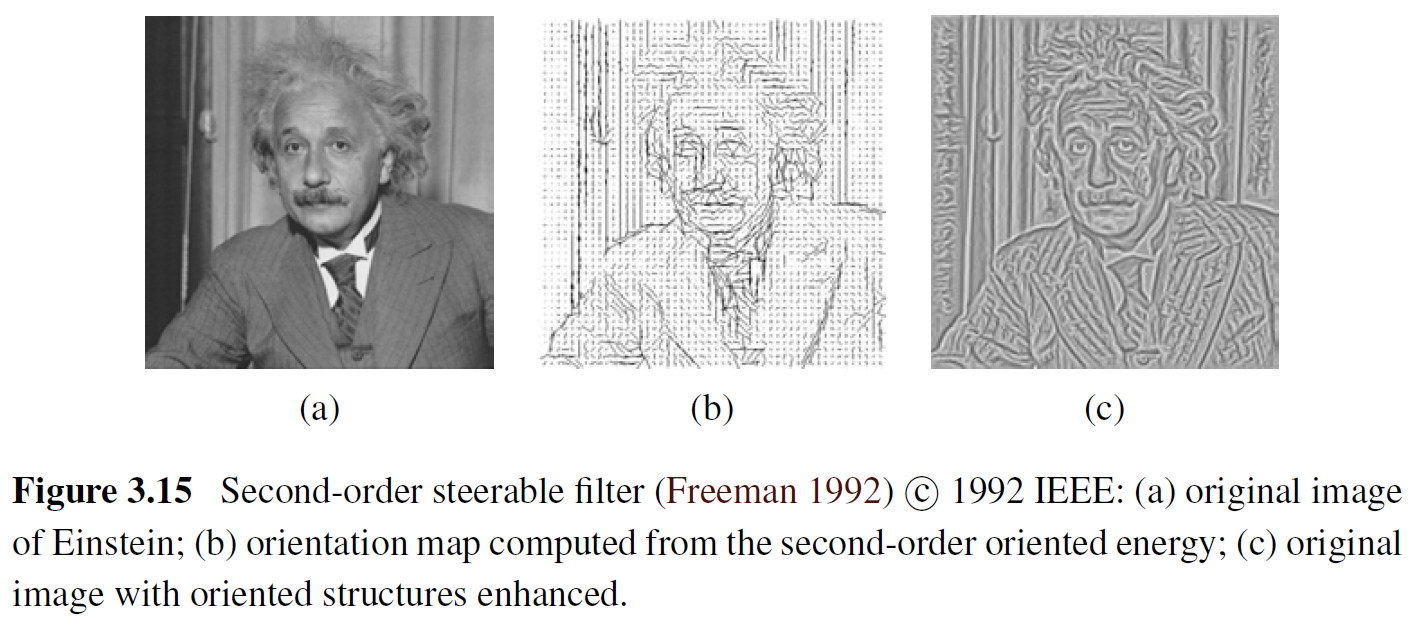 (a) (b) (c)
Figure 3.15 Second-order steerable filter (Freeman 1992) © 1992 IEEE: (a) original image
of Einstein; (b) orientation map computed from the second-order oriented energy; (c) original
image with oriented structures enhanced.